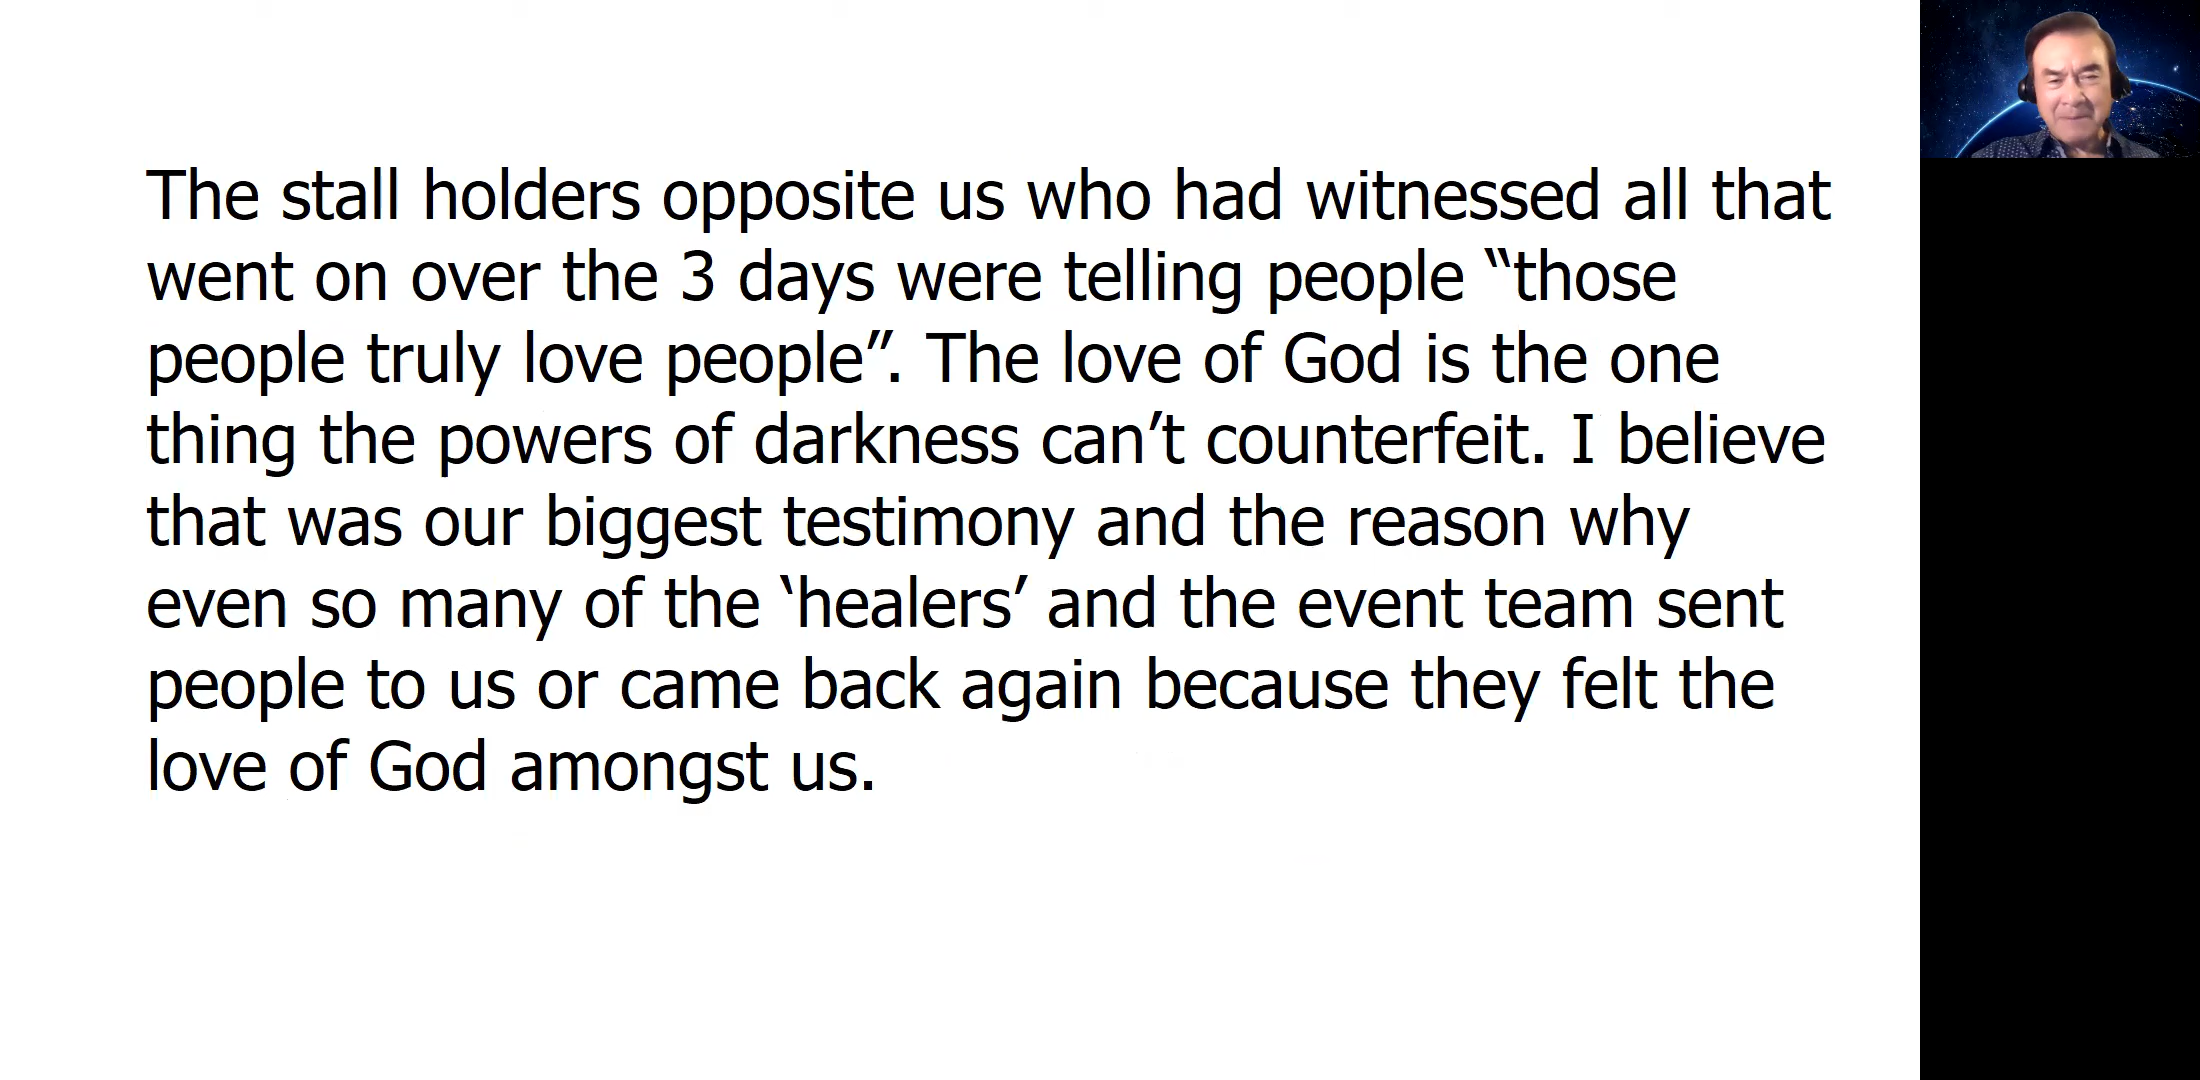 The stall holders opposite us who had witnessed all that
went on over the 3 days were telling people “those
people truly love people”. The love of God is the one
thing the powers of darkness can’t counterfeit. I believe
that was our biggest testimony and the reason why
even so many of the ‘healers’ and the event team sent
people to us or came back again because they felt the
love of God amongst us.